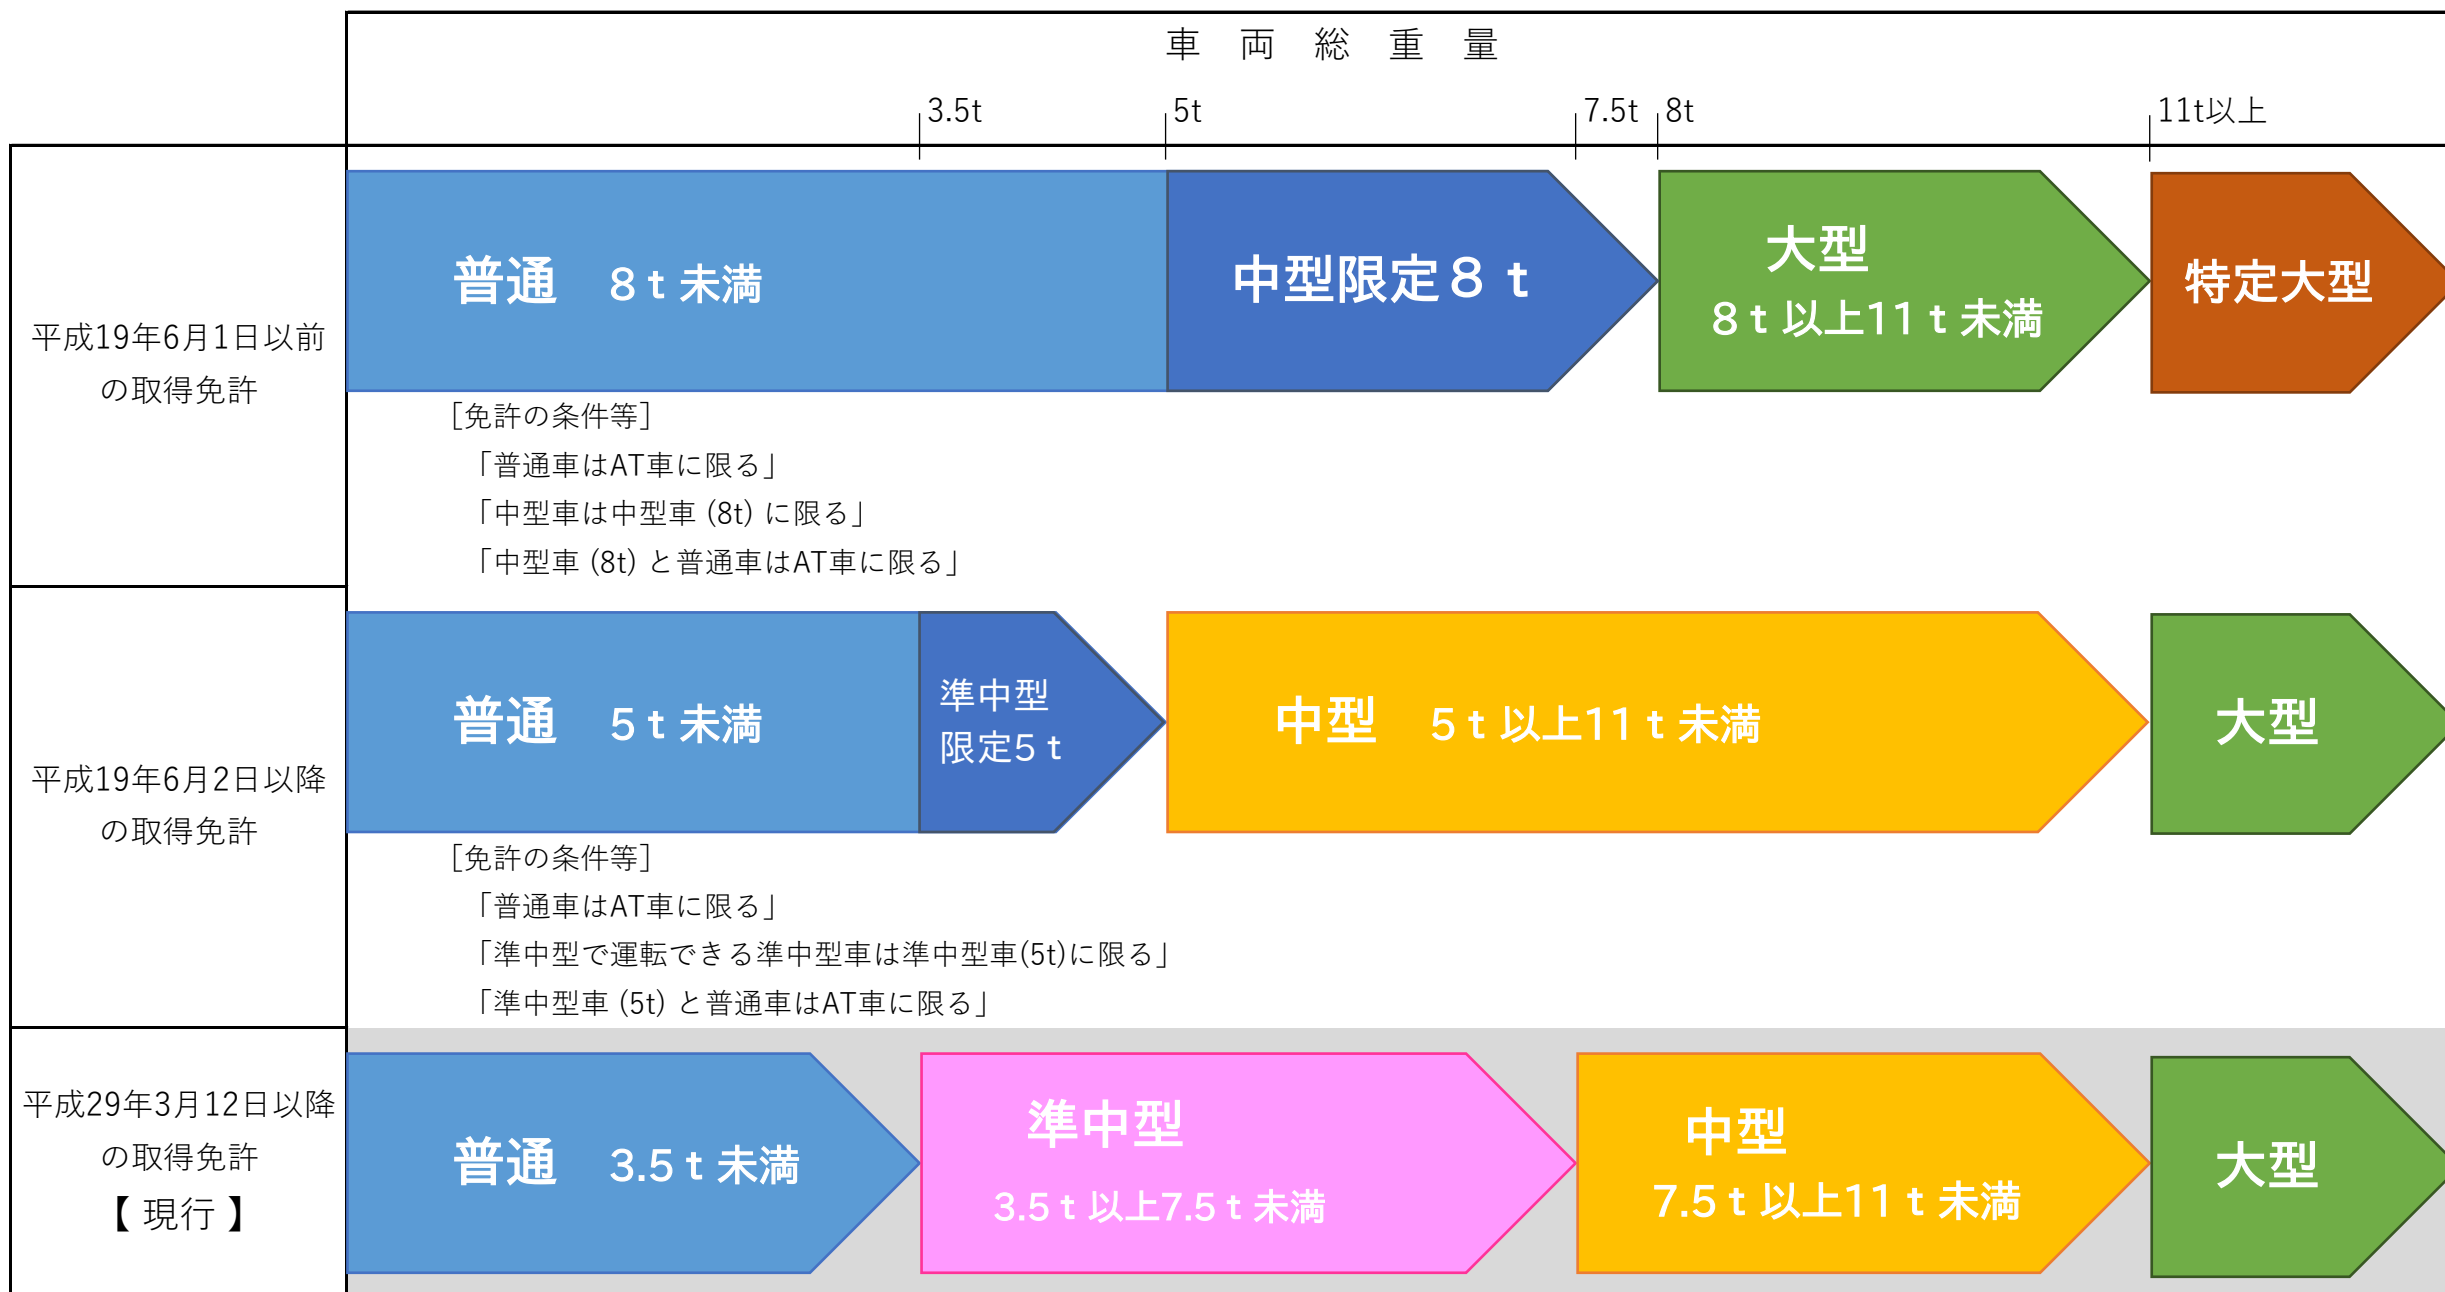 車両総重量
3.5t
5t
7.5t
8t
11t以上
平成19年6月1日以前
の取得免許
普通　8ｔ未満
中型限定８ｔ
大型
8ｔ以上11ｔ未満
特定大型
［免許の条件等］
「普通車はAT車に限る」
「中型車は中型車 (8t) に限る」
「中型車 (8t) と普通車はAT車に限る」
平成19年6月2日以降
の取得免許
普通　5ｔ未満
準中型
限定5ｔ
中型　5ｔ以上11ｔ未満
大型
［免許の条件等］
「普通車はAT車に限る」
「準中型で運転できる準中型車は準中型車(5t)に限る」
「準中型車 (5t) と普通車はAT車に限る」
平成29年3月12日以降
の取得免許
【 現行 】
普通　3.5ｔ未満
準中型
3.5ｔ以上7.5ｔ未満
中型
7.5ｔ以上11ｔ未満
大型